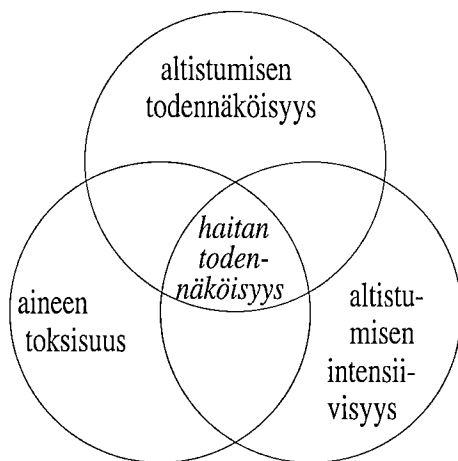 altistumisen
todennäköisyys
haitan
toden-
näköisyys
aineen
toksisuus
altistu-
misen
intensii-
visyys